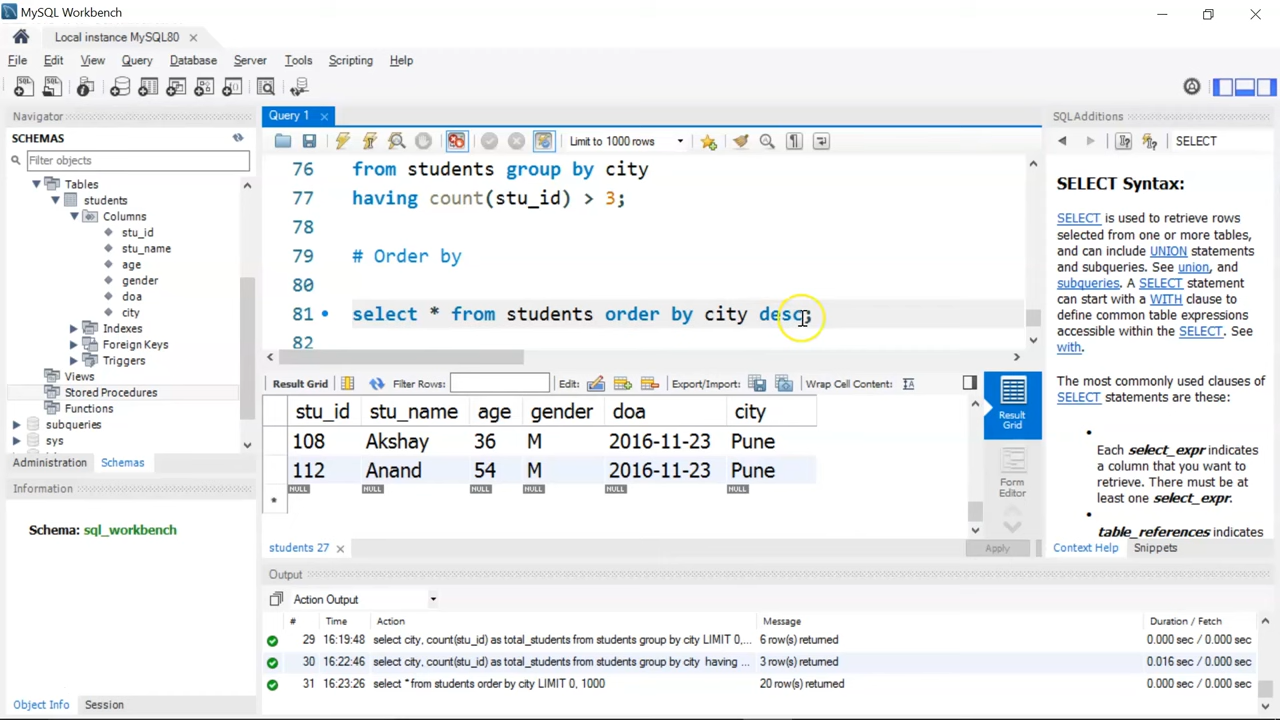 MySQL Workbench
Local instance MySQL80
File Edit View Query Database Server Tools Scripting Help
Navigator
SCHEMAS
Filter objects
Tables
students
Columns
stu_id
stu_name
age
gender
doa
city
Indexes
Foreign Keys
Triggers
Views
Stored Procedures
Functions
subqueries
sys
Administration Schemas
Information
Schema: sql_workbench
Object Info Session
Query 1
Limit to 1000 rows
76 from students group by city
77 having count(stu_id) > 3;
78
79 # Order by
80
81 select * from students order by city desc;
82
Result Grid Filter Rows: Edit: Export/Import: Wrap Cell Content:
stu_id stu_name age gender doa city
108 Akshay 36 M 2016-11-23 Pune
112 Anand 54 M 2016-11-23 Pune
NULL NULL NULL NULL NULL NULL
Result Grid
Form Editor
students 27
Apply
Output
Action Output
# Time Action Message Duration / Fetch
29 16:19:48 select city, count(stu_id) as total_students from students group by city LIMIT 0,... 6 row(s) returned 0.000 sec / 0.000 sec
30 16:22:46 select city, count(stu_id) as total_students from students group by city having ... 3 row(s) returned 0.016 sec / 0.000 sec
31 16:23:26 select * from students order by city LIMIT 0, 1000 20 row(s) returned 0.000 sec / 0.000 sec
SQLAdditions
SELECT
SELECT Syntax:
SELECT is used to retrieve rows
selected from one or more tables,
and can include UNION statements
and subqueries. See union, and
subqueries. A SELECT statement
can start with a WITH clause to
define common table expressions
accessible within the SELECT. See
with.
The most commonly used clauses of
SELECT statements are these:
Each select_expr indicates
a column that you want to
retrieve. There must be at
least one select_expr.
table_references indicates
Context Help Snippets